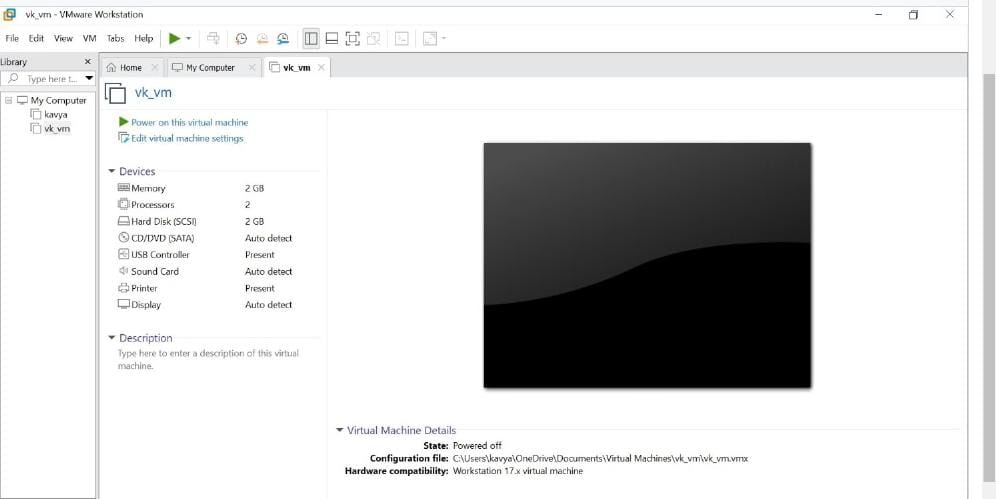 vk_vm - VMware Workstation
File Edit View VM Tabs Help
Library
Type here t...
My Computer
kavya
vk_vm
Home
My Computer
vk_vm
vk_vm
Power on this virtual machine
Edit virtual machine settings
Devices
Memory 2 GB
Processors 2
Hard Disk (SCSI) 2 GB
CD/DVD (SATA) Auto detect
USB Controller Present
Sound Card Auto detect
Printer Present
Display Auto detect
Description
Type here to enter a description of this virtual
machine.
Virtual Machine Details
State: Powered off
Configuration file: C:\Users\kavya\OneDrive\Documents\Virtual Machines\vk_vm\vk_vm.vmx
Hardware compatibility: Workstation 17.x virtual machine